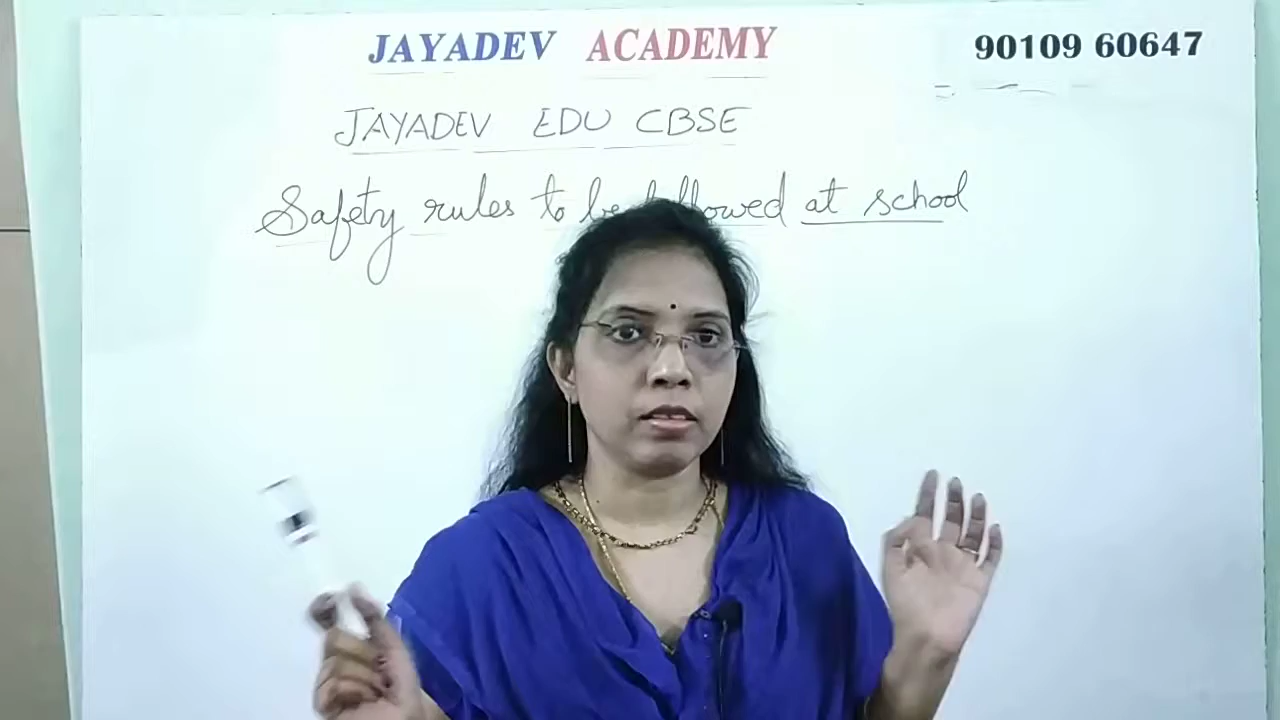 JAYADEV ACADEMY 90109 60647
JAYADEV EDU CBSE
Safety rules to be followed at school